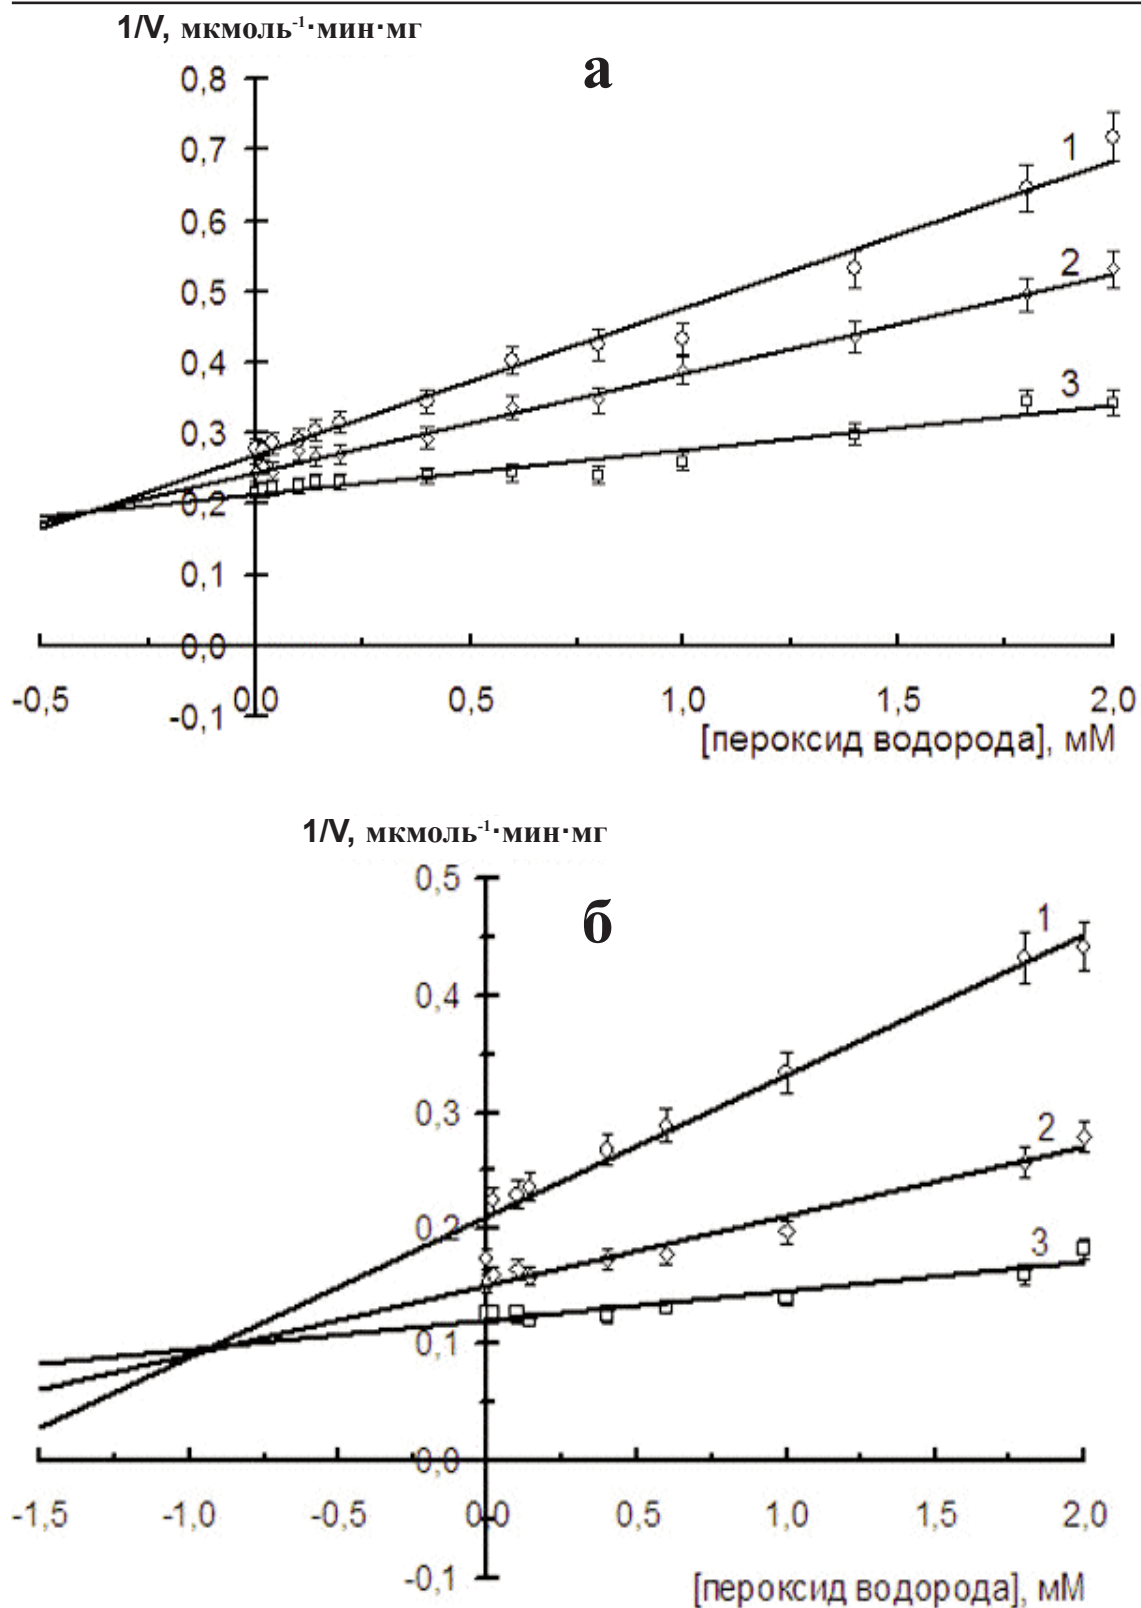 1/V, мкмоль⁻¹·мин·мг
а
0,8
0,7
0,6
0,5
0,4
0,3
0,2
0,1
0,0
-0,1
1
2
3
-0,5 0,0 0,5 1,0 1,5 2,0
[пероксид водорода], мМ
1/V, мкмоль⁻¹·мин·мг
б
0,5
0,4
0,3
0,2
0,1
0,0
-0,1
1
2
3
-1,5 -1,0 -0,5 0,0 0,5 1,0 1,5 2,0
[пероксид водорода], мМ